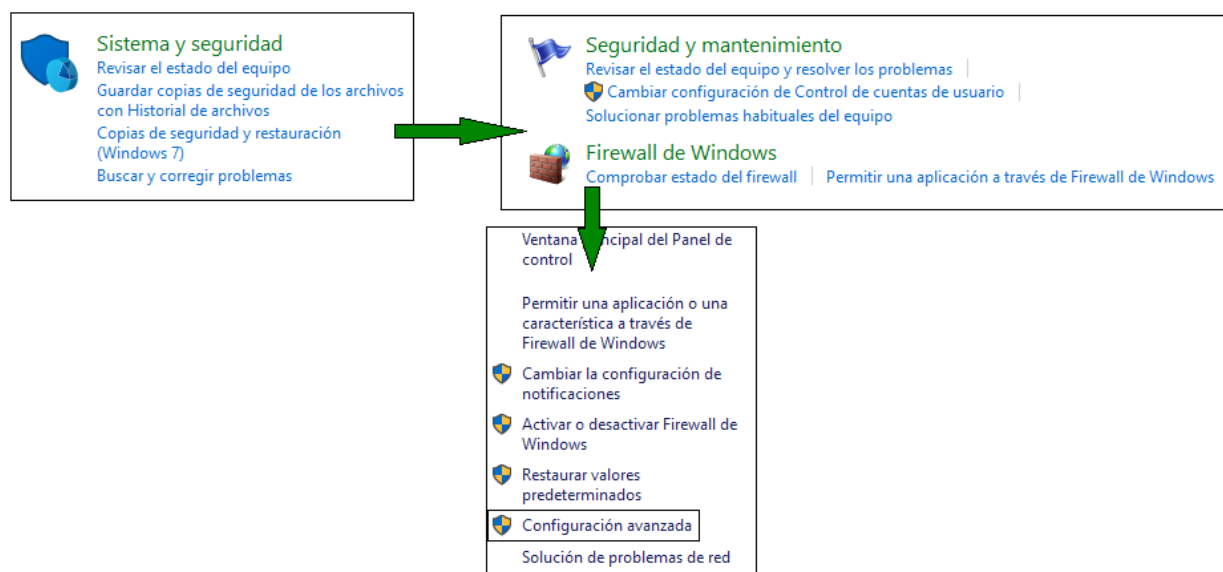 Sistema y seguridad
Revisar el estado del equipo
Guardar copias de seguridad de los archivos
con Historial de archivos
Copias de seguridad y restauración
(Windows 7)
Buscar y corregir problemas
Seguridad y mantenimiento
Revisar el estado del equipo y resolver los problemas
Cambiar configuración de Control de cuentas de usuario
Solucionar problemas habituales del equipo
Firewall de Windows
Comprobar estado del firewall
Permitir una aplicación a través de Firewall de Windows
Ventana principal del Panel de
control
Permitir una aplicación o una
característica a través de
Firewall de Windows
Cambiar la configuración de
notificaciones
Activar o desactivar Firewall de
Windows
Restaurar valores
predeterminados
Configuración avanzada
Solución de problemas de red